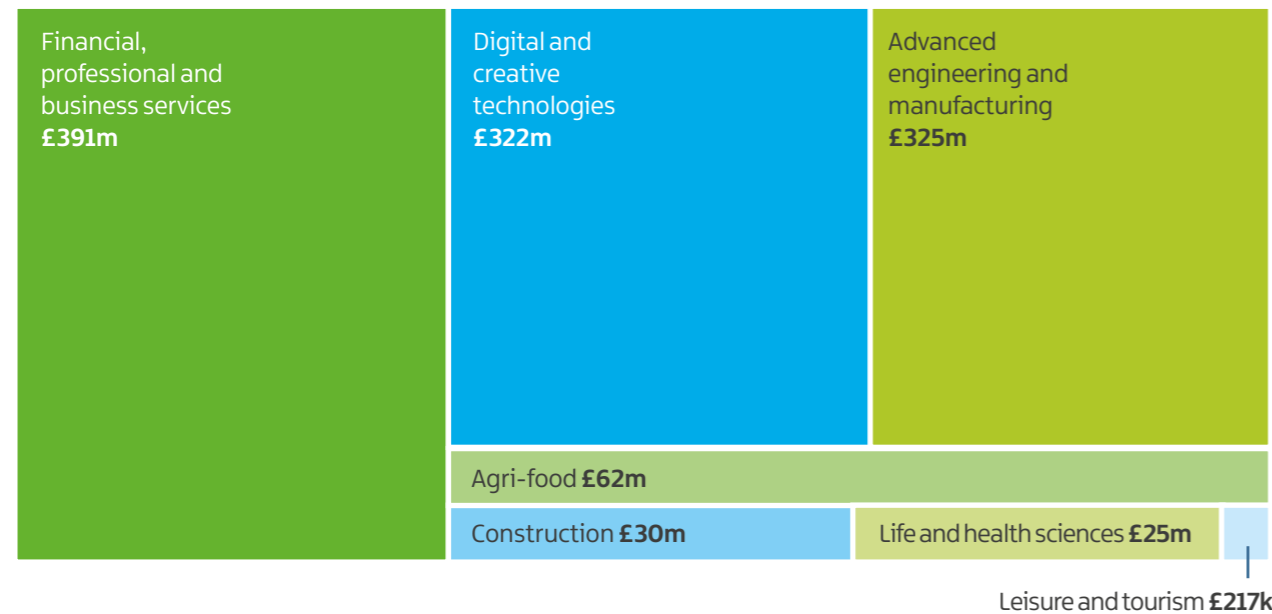 Financial,
professional and
business services
£391m
Digital and
creative
technologies
£322m
Advanced
engineering and
manufacturing
£325m
Agri-food £62m
Construction £30m
Life and health sciences £25m
Leisure and tourism £217k